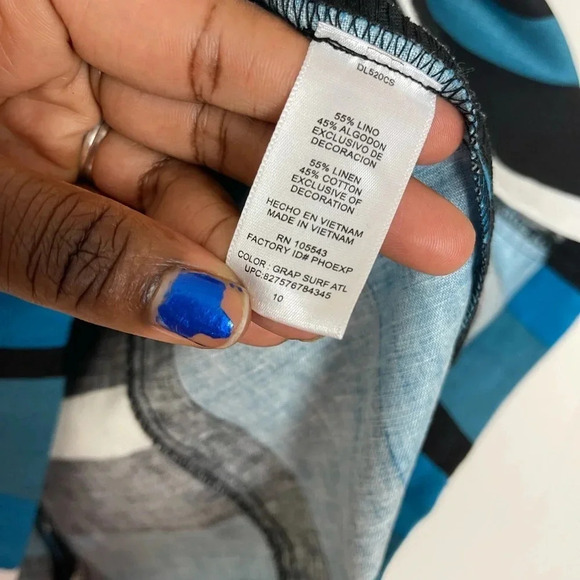 DL520CS
55% LINO
45% ALGODON
EXCLUSIVO DE
DECORACION
55% LINEN
45% COTTON
EXCLUSIVE OF
DECORATION
HECHO EN VIETNAM
MADE IN VIETNAM
RN 105543
FACTORY ID# PHOEXP
COLOR : GRAP SURF ATL
UPC:827576784345
10